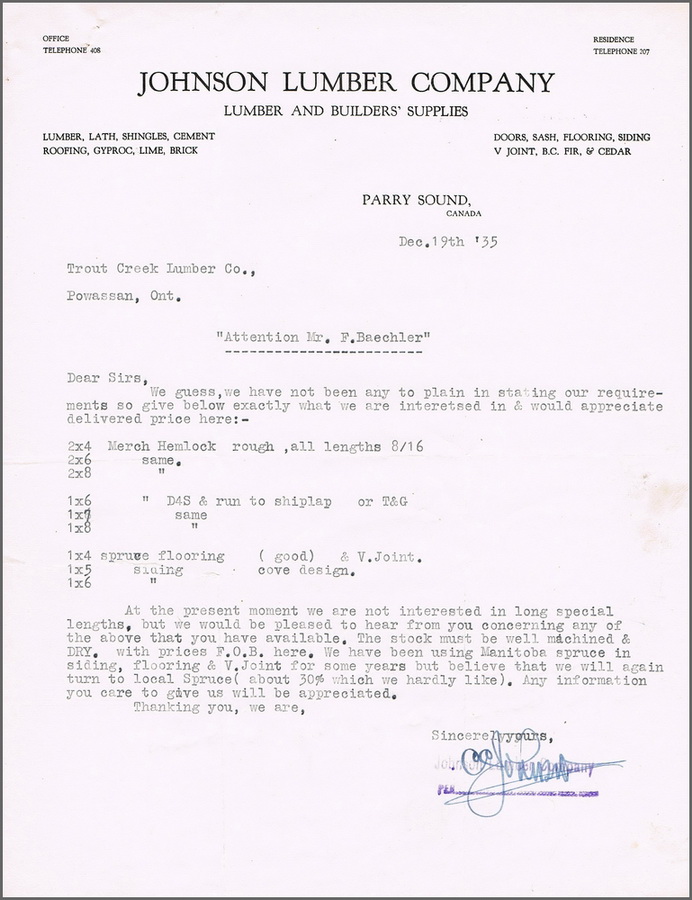 OFFICE
TELEPHONE 408
RESIDENCE
TELEPHONE 207
JOHNSON LUMBER COMPANY
LUMBER AND BUILDERS' SUPPLIES
LUMBER, LATH, SHINGLES, CEMENT
ROOFING, GYPROC, LIME, BRICK
DOORS, SASH, FLOORING, SIDING
V JOINT, B.C. FIR, & CEDAR
PARRY SOUND,
CANADA
Dec.19th '35
Trout Creek Lumber Co.,
Powassan, Ont.
"Attention Mr. F.Baechler"
Dear Sirs,
We guess,we have not been any to plain in stating our require-
ments so give below exactly what we are interetsed in & would appreciate
delivered price here:-
2x4 Merch Hemlock rough ,all lengths 8/16
2x6 same.
2x8 "
1x6 " D4S & run to shiplap or T&G
1x7 same
1x8 "
1x4 spruce flooring ( good) & V.Joint.
1x5 siding cove design.
1x6 "
At the present moment we are not interested in long special
lengths, but we would be pleased to hear from you concerning any of
the above that you have available. The stock must be well machined &
DRY. with prices F.O.B. here. We have been using Manitoba spruce in
siding, flooring & V.Joint for some years but believe that we will again
turn to local Spruce( about 30% which we hardly like). Any information
you care to give us will be appreciated.
Thanking you, we are,
Sincerelyyours,
Johnson Lumber Company
PER